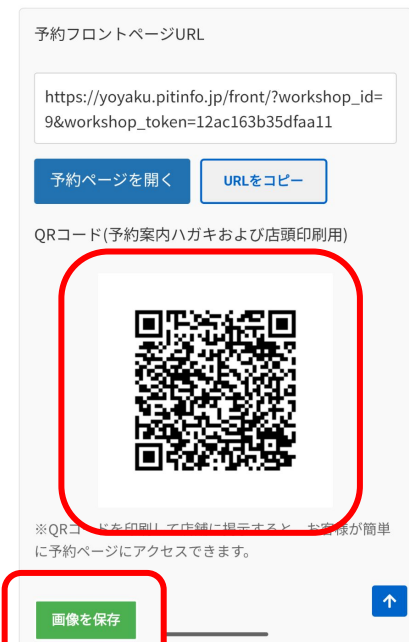 予約フロントページURL
https://yoyaku.pitinfo.jp/front/?workshop_id=
9&workshop_token=12ac163b35dfaa11
予約ページを開く
URLをコピー
QRコード(予約案内ハガキおよび店頭印刷用)
※QRコードを印刷して店舗に掲示すると、お客様が簡単
に予約ページにアクセスできます。
画像を保存